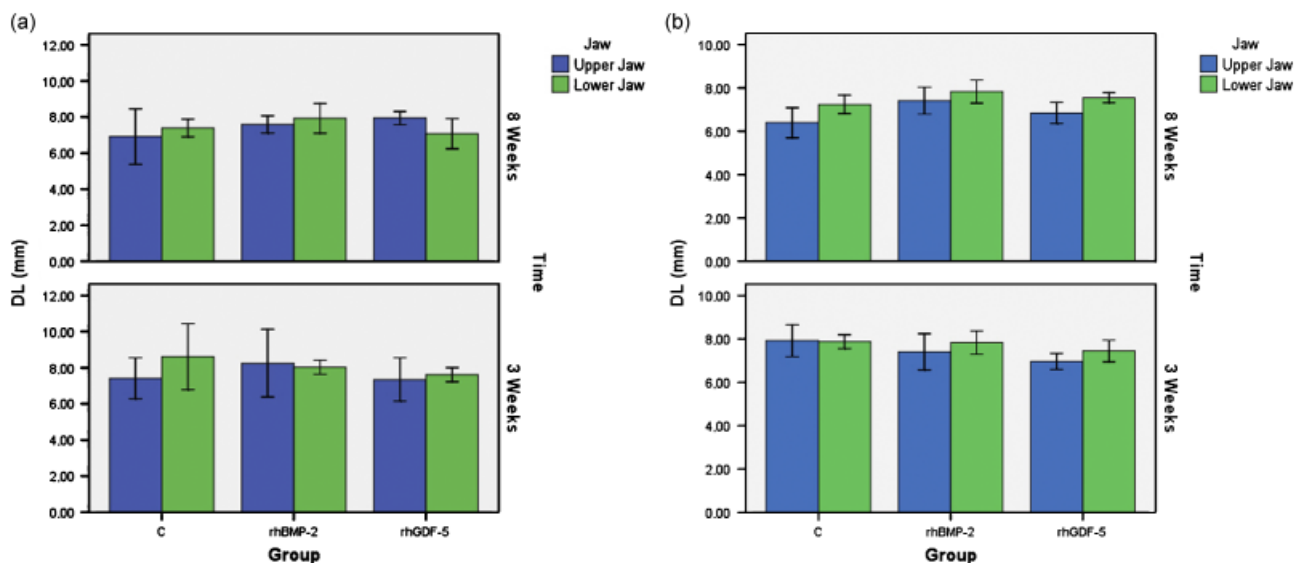 (a)
12.00
10.00
8.00
6.00
4.00
2.00
0.00
8 Weeks
Jaw
Upper Jaw
Lower Jaw
DL (mm)
Time
12.00
10.00
8.00
6.00
4.00
2.00
0.00
3 Weeks
C rhBMP-2 rhGDF-5
Group
(b)
10.00
8.00
6.00
4.00
2.00
0.00
8 Weeks
Jaw
Upper Jaw
Lower Jaw
DL (mm)
Time
10.00
8.00
6.00
4.00
2.00
0.00
3 Weeks
C rhBMP-2 rhGDF-5
Group